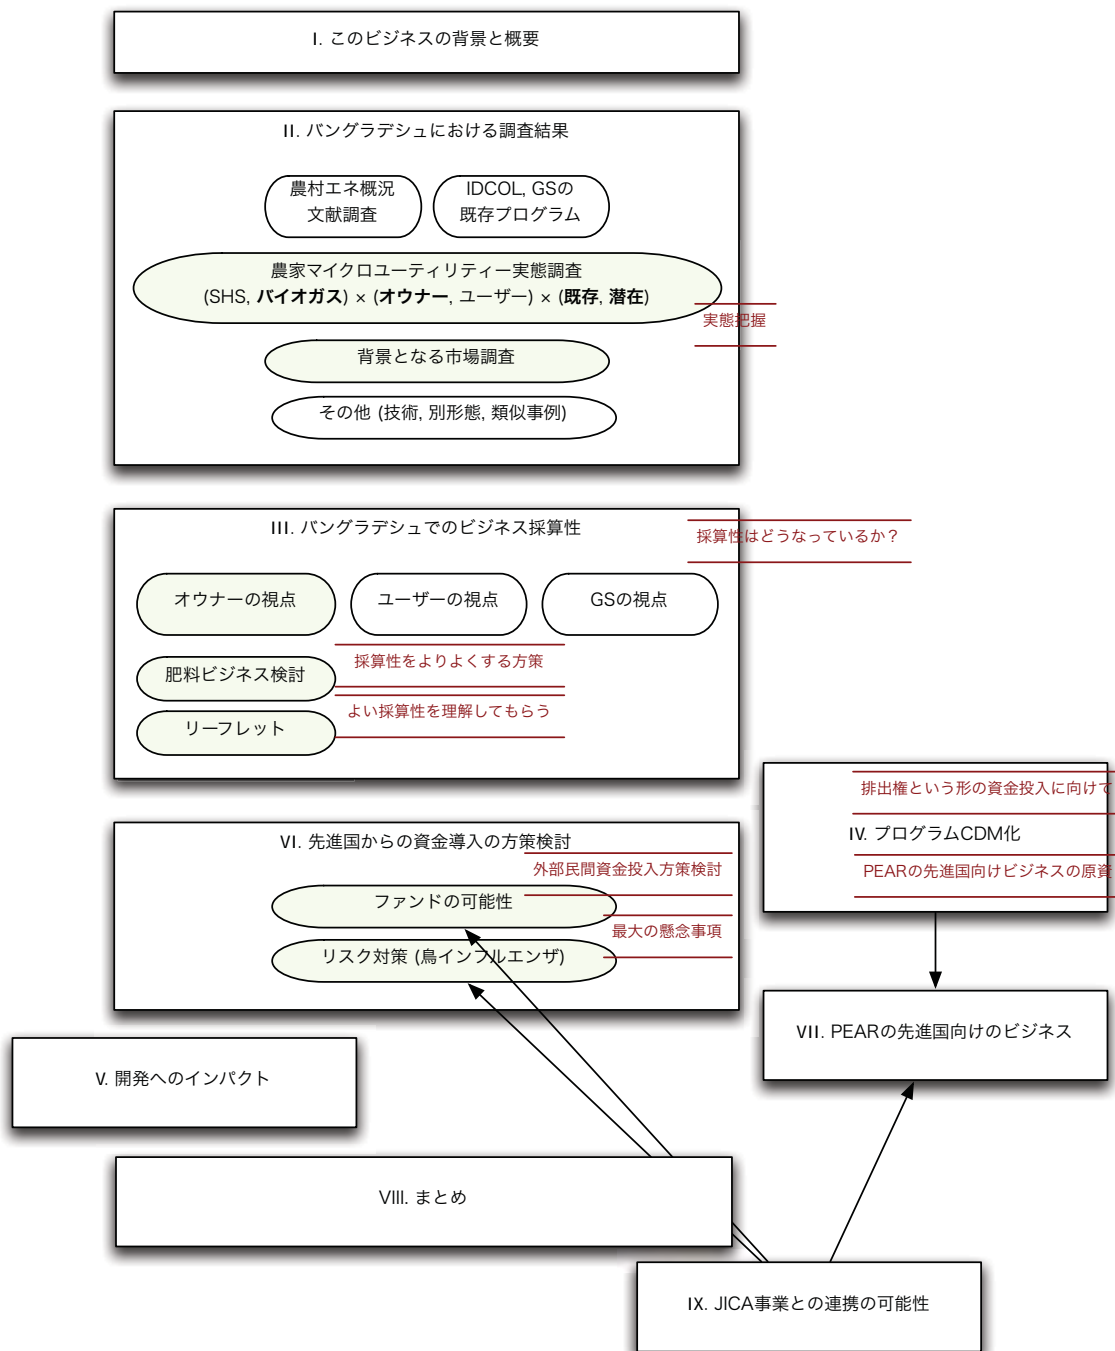 I. このビジネスの背景と概要
II. バングラデシュにおける調査結果
農村エネ概況
文献調査
IDCOL, GSの
既存プログラム
農家マイクロユーティリティー実態調査
(SHS, バイオガス) × (オウナー, ユーザー) × (既存, 潜在)
実態把握
背景となる市場調査
その他 (技術, 別形態, 類似事例)
III. バングラデシュでのビジネス採算性
採算性はどうなっているか？
オウナーの視点
ユーザーの視点
GSの視点
肥料ビジネス検討
採算性をよりよくする方策
リーフレット
よい採算性を理解してもらう
排出権という形の資金投入に向けて
IV. プログラムCDM化
PEARの先進国向けビジネスの原資
VI. 先進国からの資金導入の方策検討
外部民間資金投入方策検討
ファンドの可能性
最大の懸念事項
リスク対策 (鳥インフルエンザ)
VII. PEARの先進国向けのビジネス
V. 開発へのインパクト
VIII. まとめ
IX. JICA事業との連携の可能性